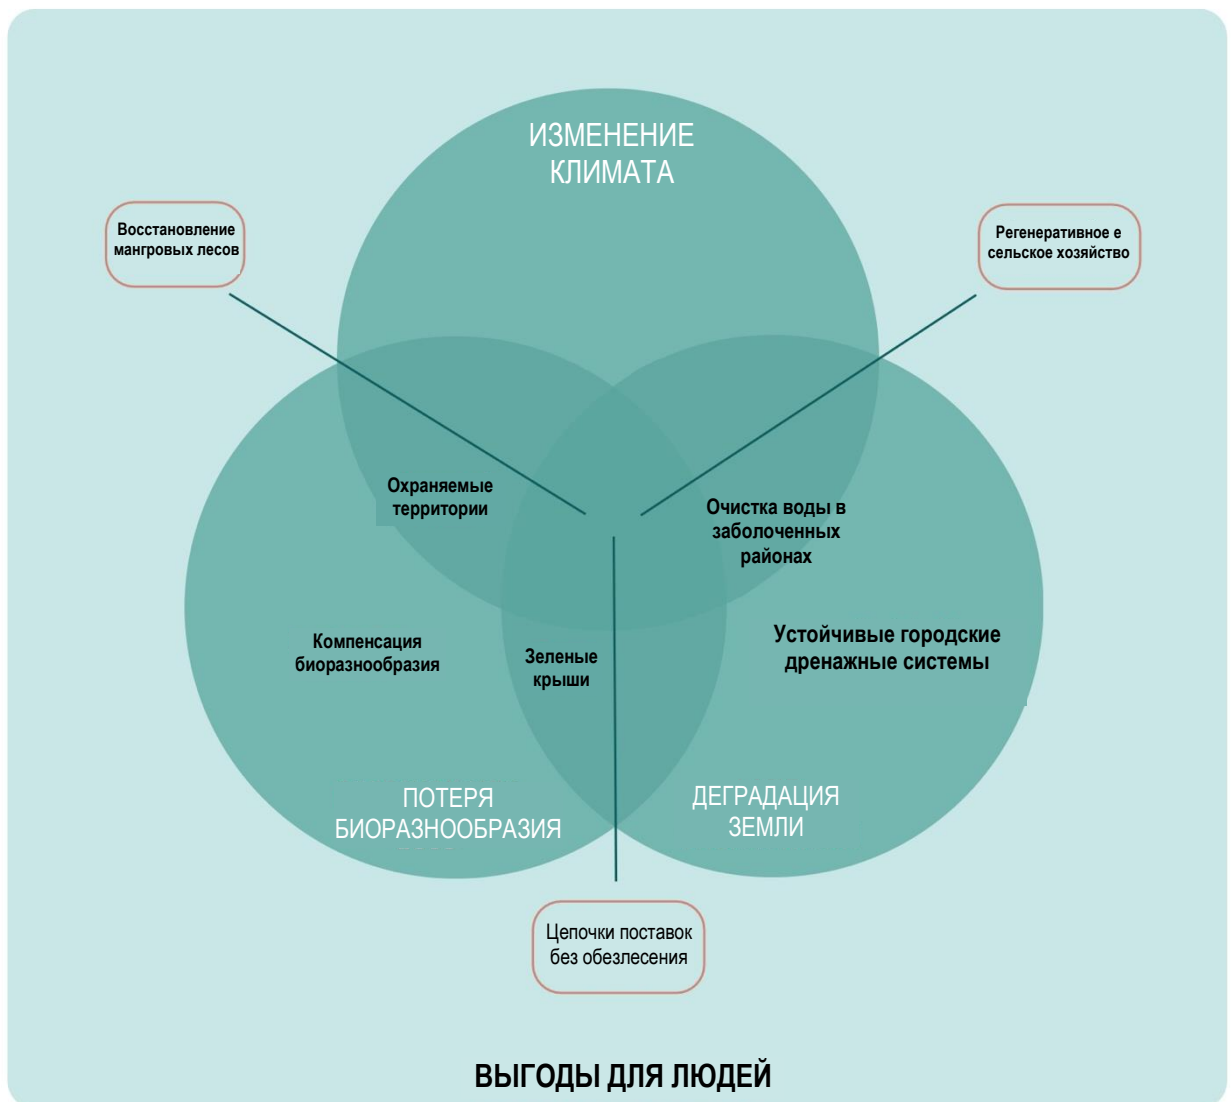 ИЗМЕНЕНИЕ
КЛИМАТА
Восстановление
мангровых лесов
Регенеративное е
сельское хозяйство
Охраняемые
территории
Очистка воды в
заболоченных
районах
Компенсация
биоразнообразия
Зеленые
крыши
Устойчивые городские
дренажные системы
ПОТЕРЯ
БИОРАЗНООБРАЗИЯ
ДЕГРАДАЦИЯ
ЗЕМЛИ
Цепочки поставок
без обезлесения
ВЫГОДЫ ДЛЯ ЛЮДЕЙ